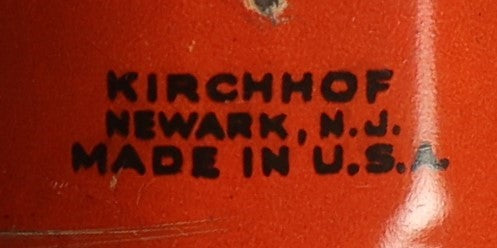 KIRCHHOF
NEWARK, N.J.
MADE IN U.S.A.